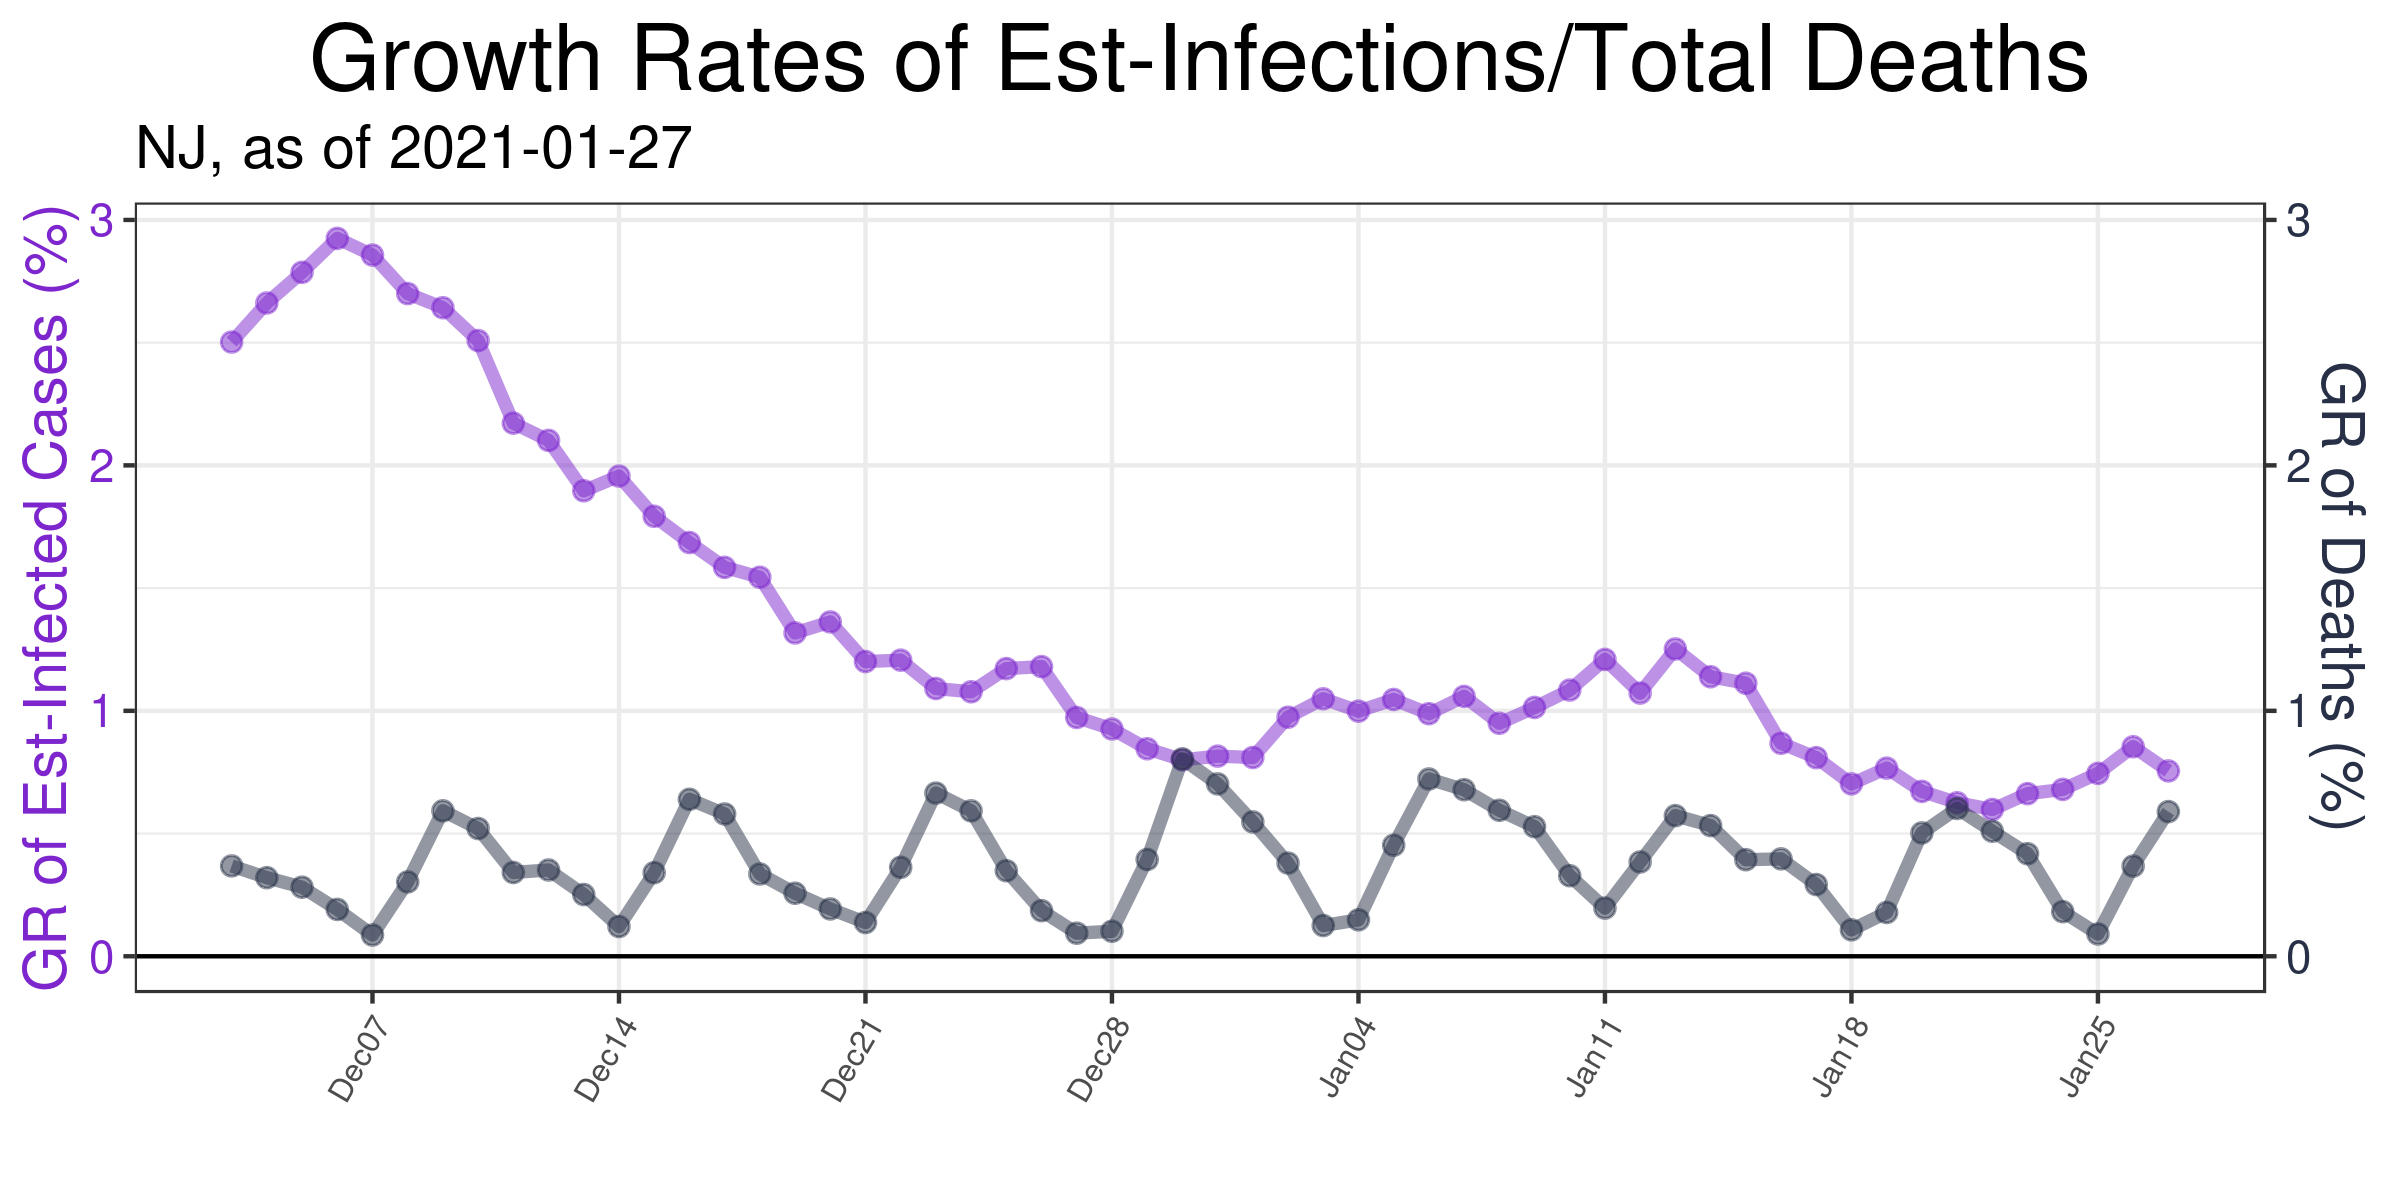 Growth Rates of Est-Infections/Total Deaths
NJ, as of 2021-01-27
GR of Est-Infected Cases (%)
3
2
1
0
3
2
1
0
GR of Deaths (%)
Dec07
Dec14
Dec21
Dec28
Jan04
Jan11
Jan18
Jan25